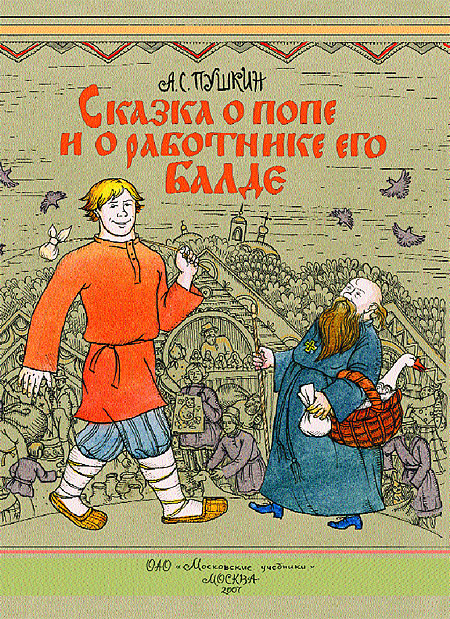 А.С. ПУШКИН
СКАЗКА О ПОПЕ
И О РАБОТНИКЕ ЕГО
БАЛДЕ
ОАО «Московские учебники»
МОСКВА
2007